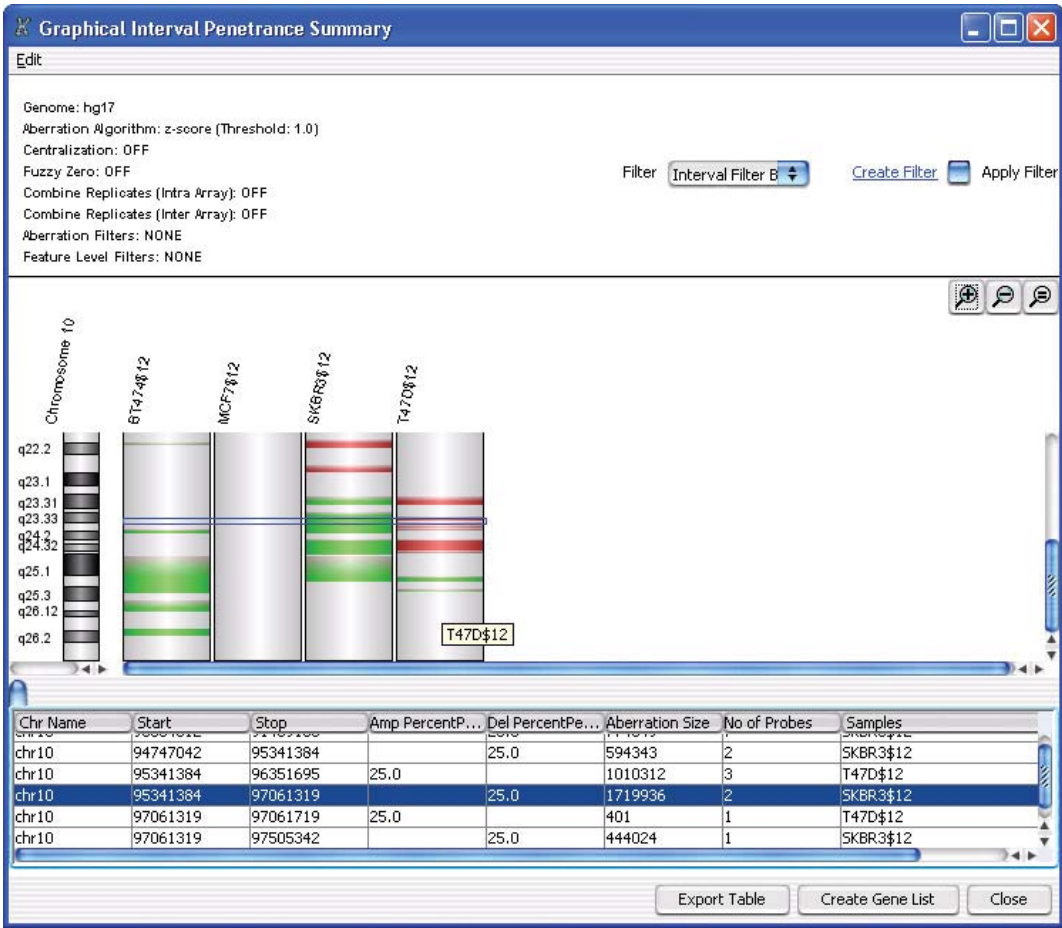 Graphical Interval Penetrance Summary
Edit
Genome: hg17
Aberration Algorithm: z-score (Threshold: 1.0)
Centralization: OFF
Fuzzy Zero: OFF
Combine Replicates (Intra Array): OFF
Combine Replicates (Inter Array): OFF
Aberration Filters: NONE
Feature Level Filters: NONE
Filter Interval Filter B Create Filter Apply Filter
Chromosome 10 BT474$12 MCF7$12 SKBR3$12 T47D$12
q22.2
q23.1
q23.31
q23.33
q24.2
q24.32
q25.1
q25.3
q26.12
q26.2
T47D$12
Chr Name Start Stop Amp PercentP... Del PercentPe... Aberration Size No of Probes Samples
chr10 94747042 95341384 25.0 594343 2 SKBR3$12
chr10 95341384 96351695 25.0 1010312 3 T47D$12
chr10 95341384 97061319 25.0 1719936 2 SKBR3$12
chr10 97061319 97061719 25.0 401 1 T47D$12
chr10 97061319 97505342 25.0 444024 1 SKBR3$12
Export Table Create Gene List Close